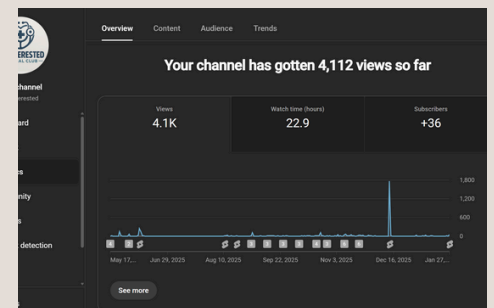 Overview Content Audience Trends
ERESTED
AL CLUB
Your channel has gotten 4,112 views so far
channel
erested
ard
Views
4.1K
Watch time (hours)
22.9
Subscribers
+36
s
nity
s
detection
1,800
1,200
600
0
May 17,... Jun 29, 2025 Aug 10, 2025 Sep 22, 2025 Nov 3, 2025 Dec 16, 2025 Jan 27,...
See more